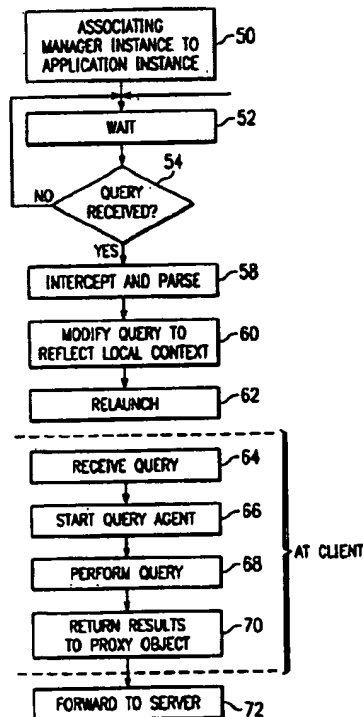 ASSOCIATING
MANAGER INSTANCE TO
APPLICATION INSTANCE
50
WAIT
52
54
QUERY
RECEIVED?
NO
YES
INTERCEPT AND PARSE
58
MODIFY QUERY TO
REFLECT LOCAL CONTEXT
60
RELAUNCH
62
RECEIVE QUERY
64
START QUERY AGENT
66
AT CLIENT
PERFORM QUERY
68
RETURN RESULTS
TO PROXY OBJECT
70
FORWARD TO SERVER
72